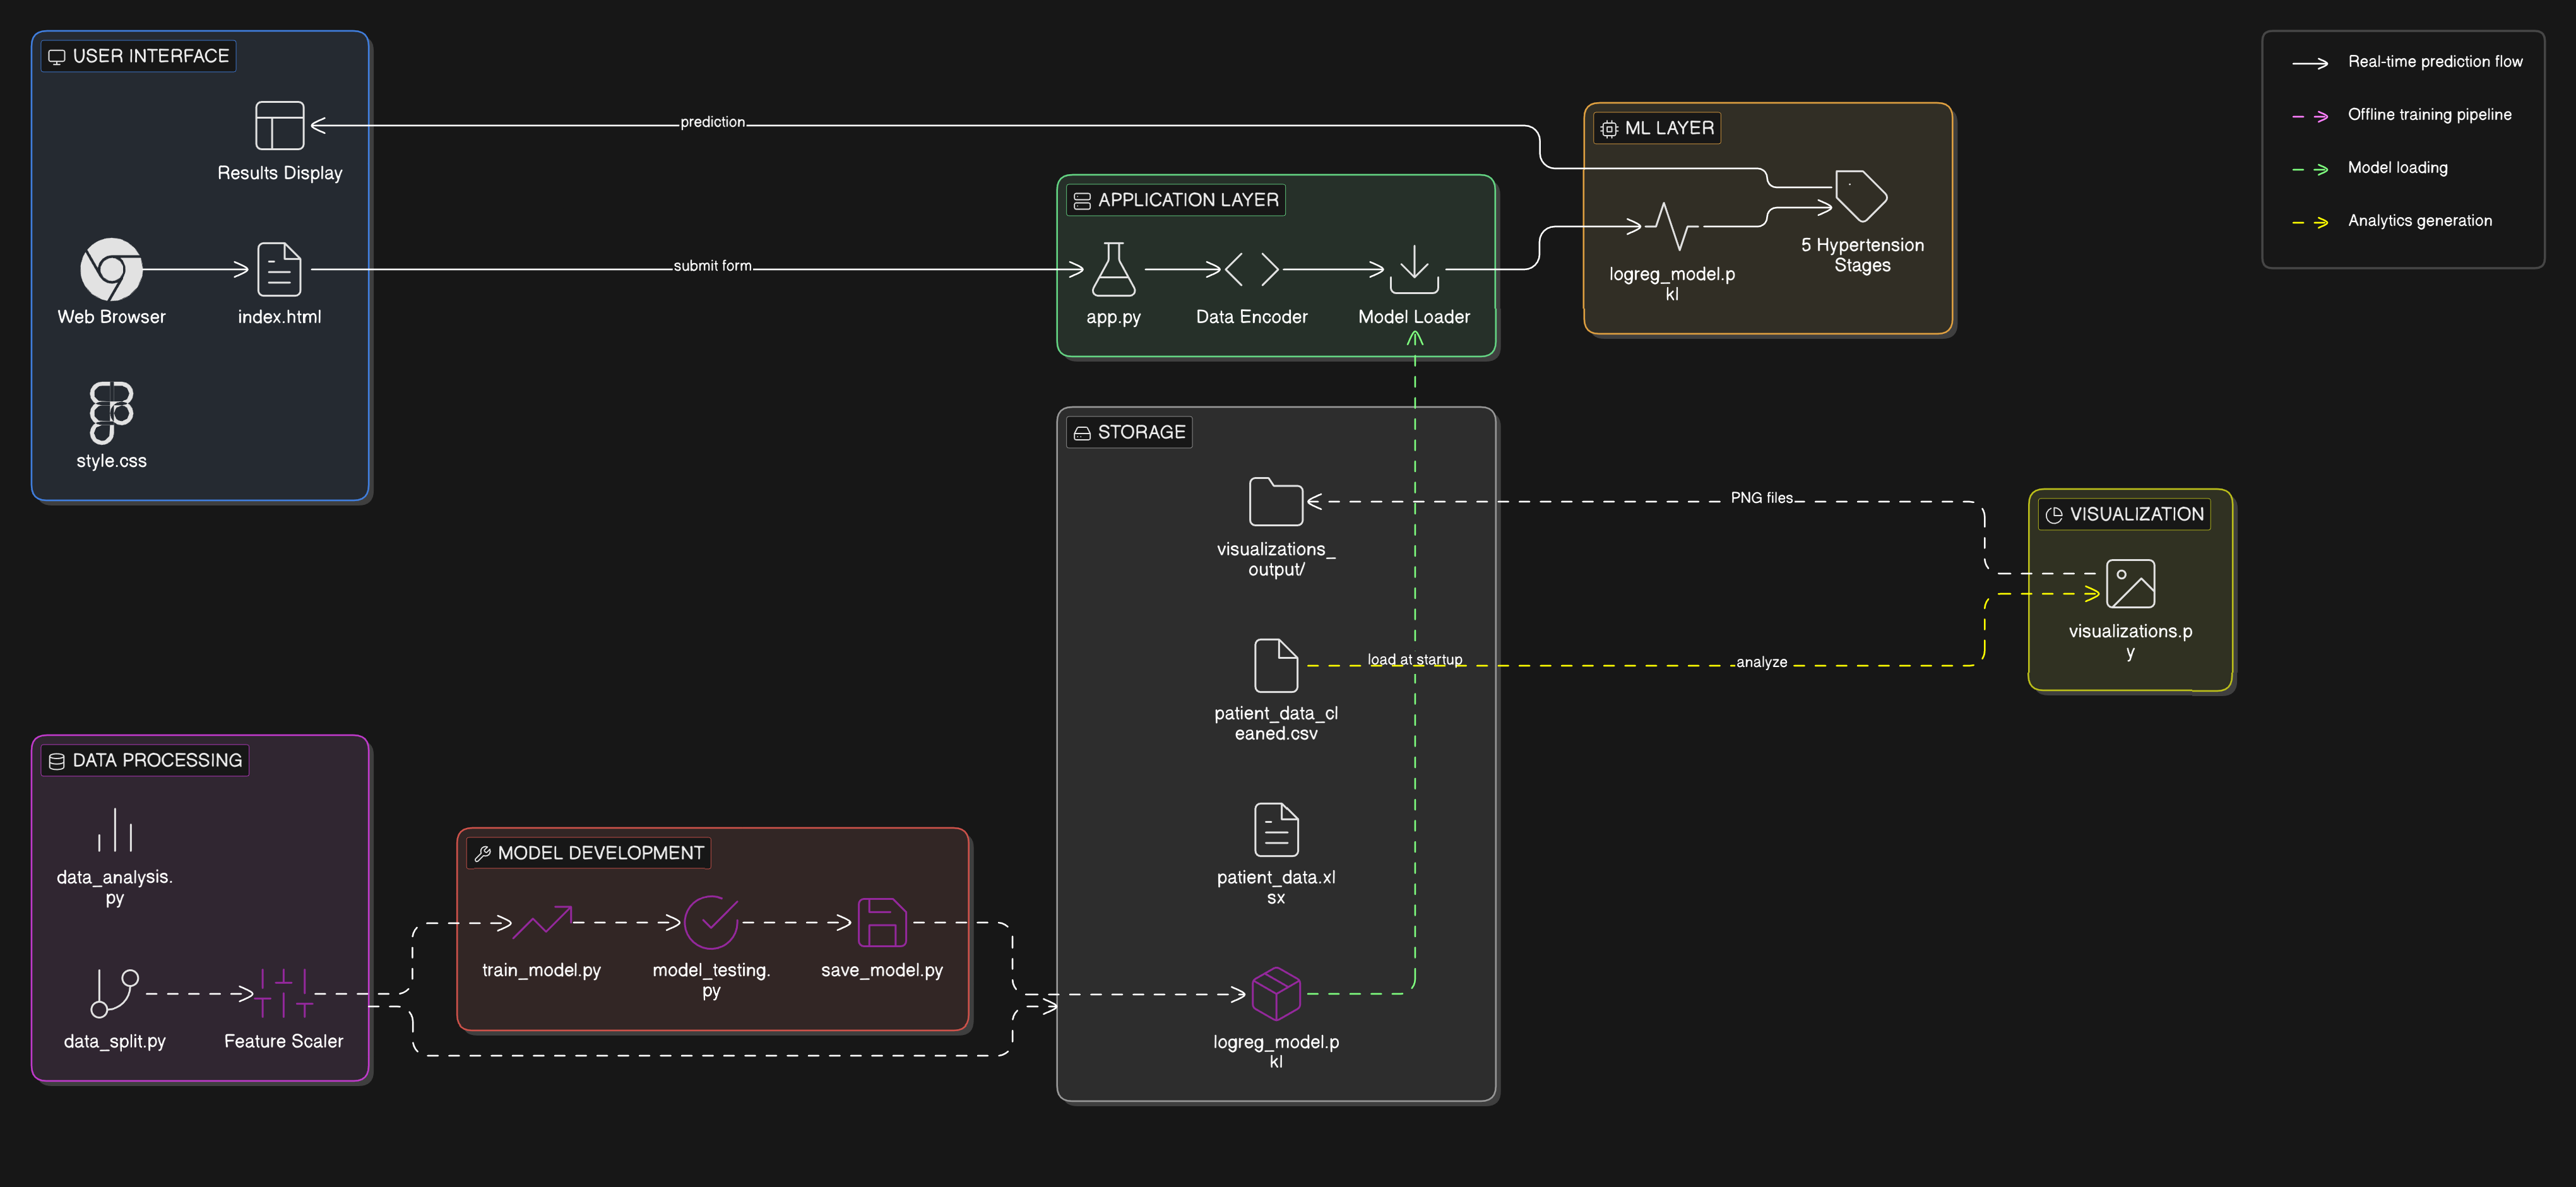 USER INTERFACE
Results Display
Web Browser
index.html
style.css
prediction
submit form
APPLICATION LAYER
app.py
Data Encoder
Model Loader
ML LAYER
logreg_model.p
kl
5 Hypertension
Stages
Real-time prediction flow
Offline training pipeline
Model loading
Analytics generation
STORAGE
visualizations_
output/
load at startup
patient_data_cl
eaned.csv
patient_data.xl
sx
logreg_model.p
kl
PNG files
analyze
VISUALIZATION
visualizations.p
y
DATA PROCESSING
data_analysis.
py
data_split.py
Feature Scaler
MODEL DEVELOPMENT
train_model.py
model_testing.
py
save_model.py